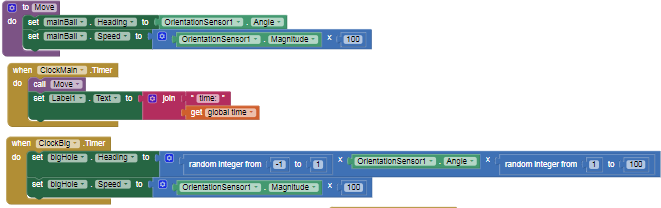 to Move
do set mainBall . Heading to OrientationSensor1 . Angle
set mainBall . Speed to OrientationSensor1 . Magnitude x 100
when ClockMain .Timer
do call Move
set Label1 . Text to join " time: "
get global time
when ClockBig .Timer
do set bigHole . Heading to random integer from -1 to 1 x OrientationSensor1 . Angle x random integer from 1 to 100
set bigHole . Speed to OrientationSensor1 . Magnitude x 100